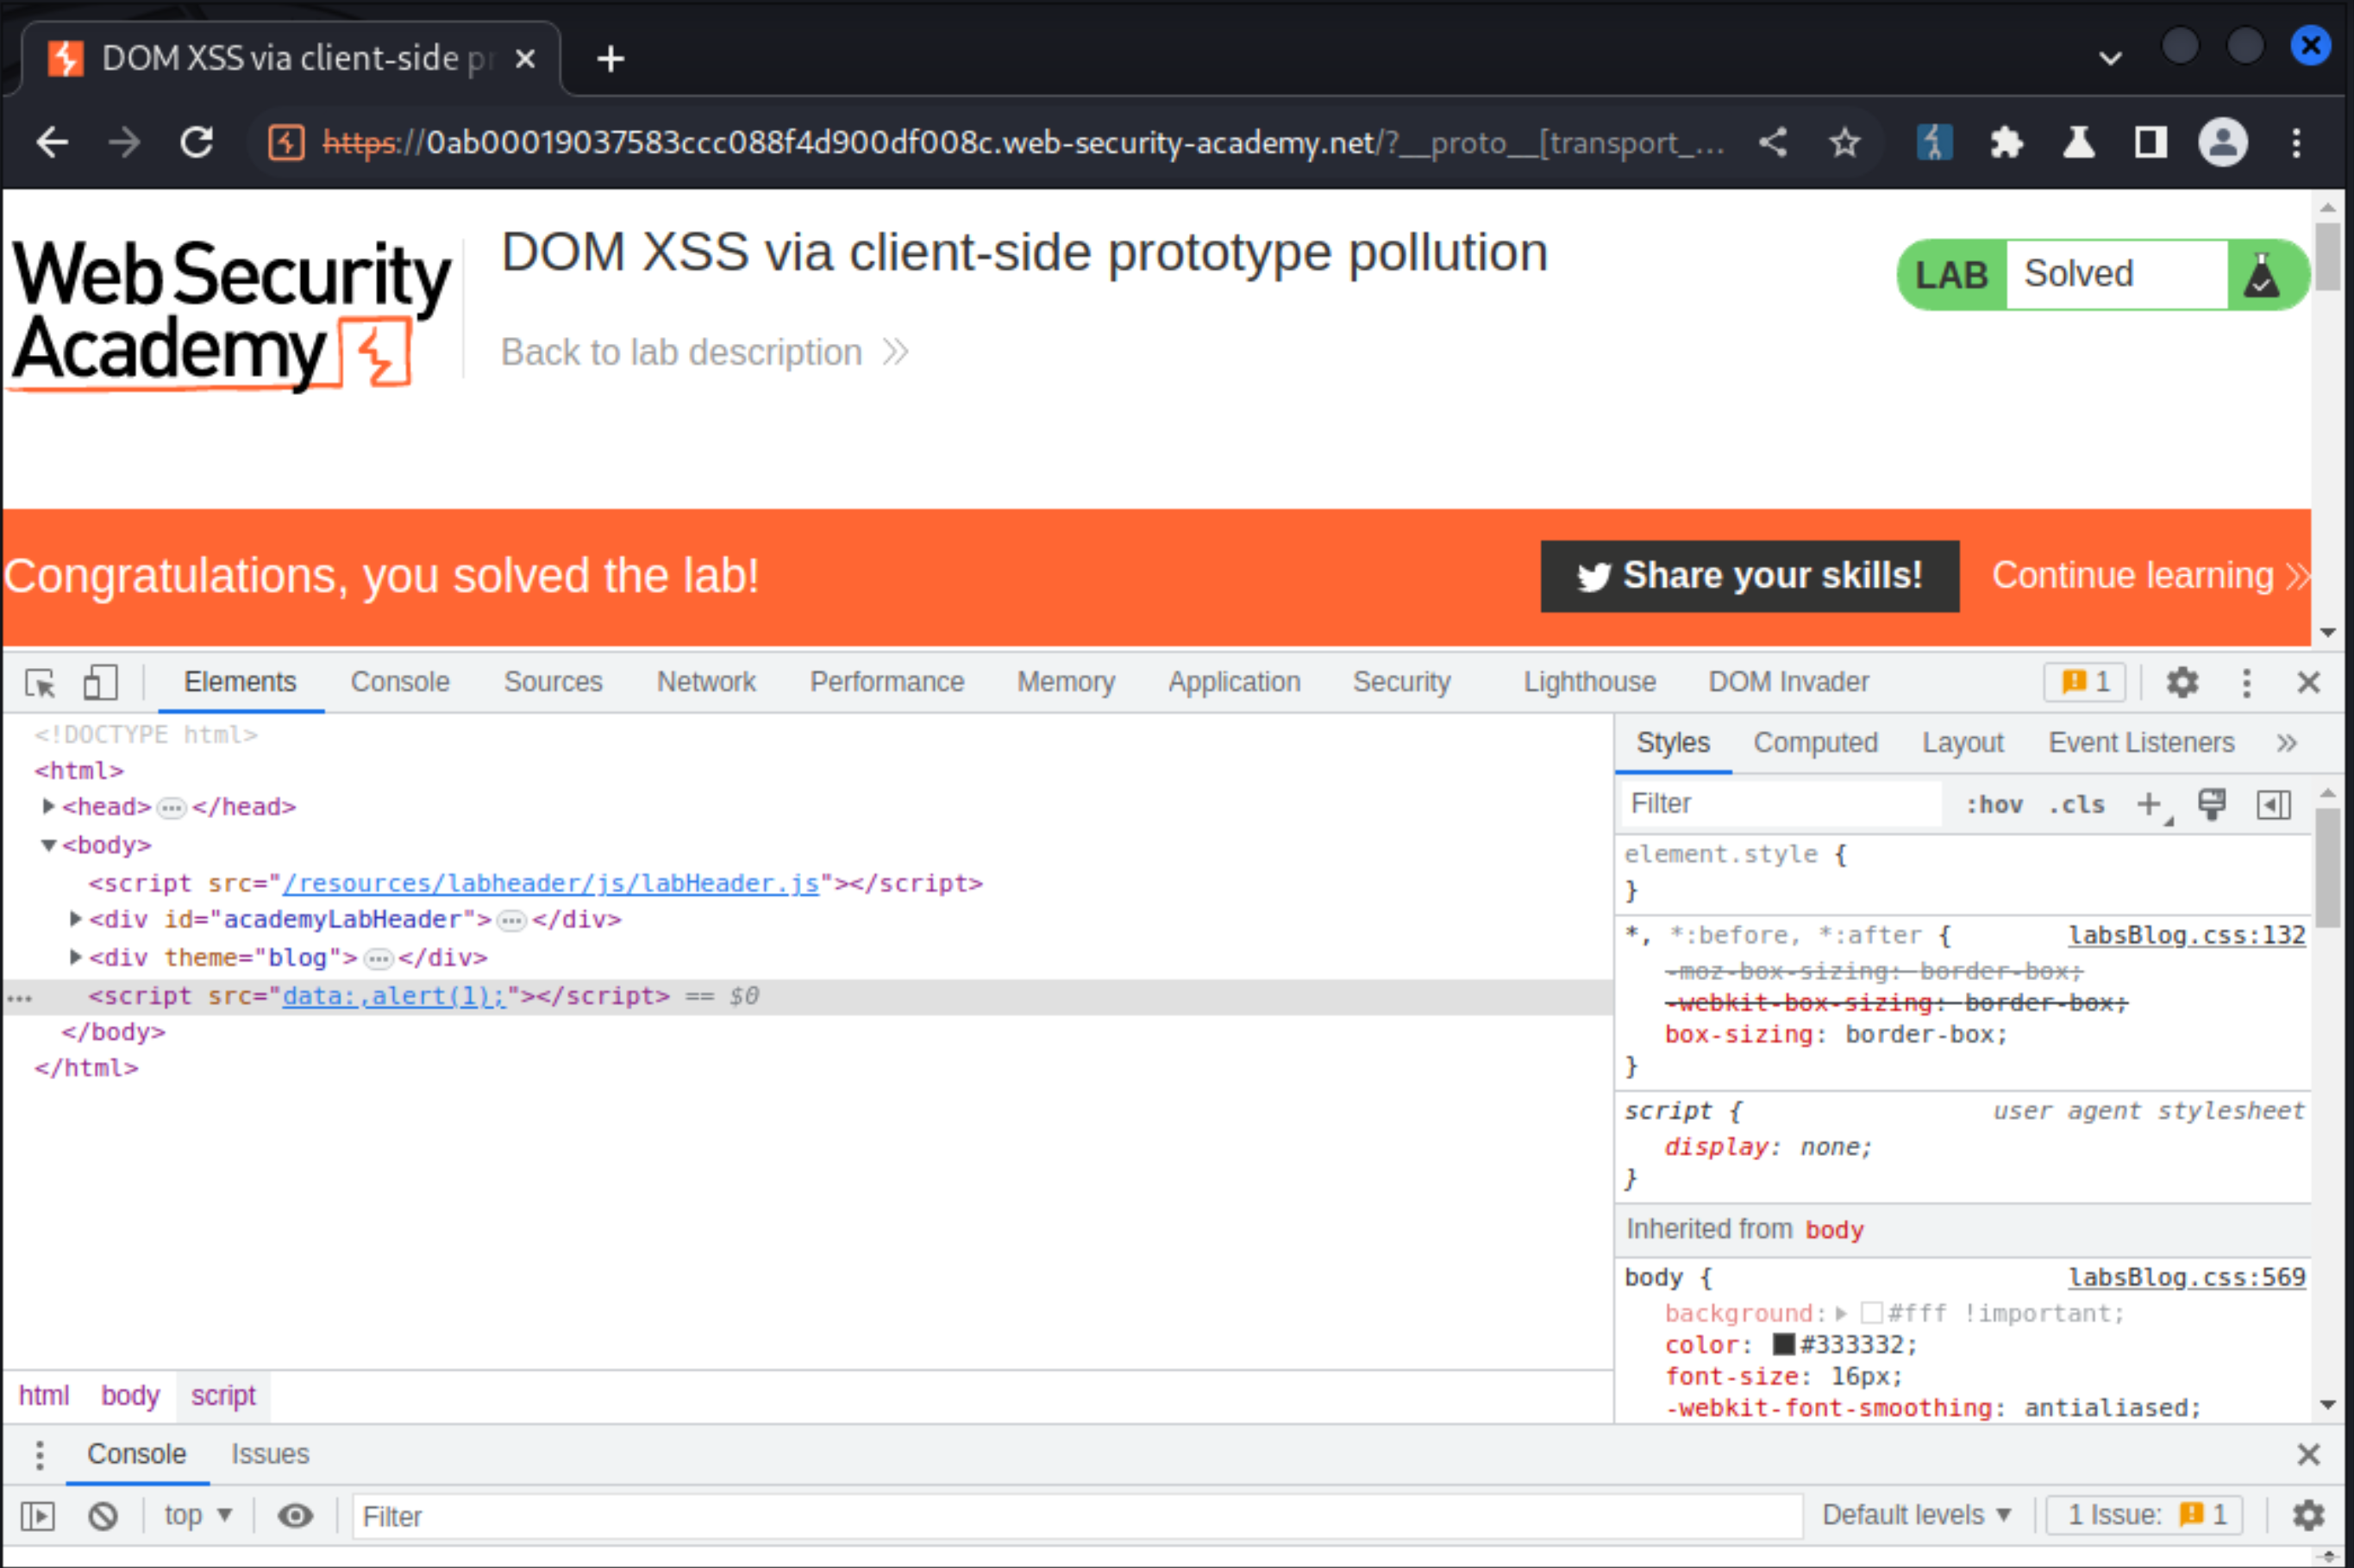 DOM XSS via client-side pr
https://0ab00019037583ccc088f4d900df008c.web-security-academy.net/?__proto__[transport_...
Web Security
Academy
DOM XSS via client-side prototype pollution
Back to lab description
LAB Solved
Congratulations, you solved the lab!
Share your skills!
Continue learning
Elements Console Sources Network Performance Memory Application Security Lighthouse DOM Invader 1
<!DOCTYPE html>
<html>
<head> … </head>
<body>
<script src="/resources/labheader/js/labHeader.js"></script>
<div id="academyLabHeader"> … </div>
<div theme="blog"> … </div>
… <script src="data:,alert(1);"></script> == $0
</body>
</html>
html body script
Styles Computed Layout Event Listeners
Filter :hov .cls
element.style {
}
*, *:before, *:after { labsBlog.css:132
-moz-box-sizing: border-box;
-webkit-box-sizing: border-box;
box-sizing: border-box;
}
script { user agent stylesheet
display: none;
}
Inherited from body
body { labsBlog.css:569
background: #fff !important;
color: #333332;
font-size: 16px;
-webkit-font-smoothing: antialiased;
Console Issues
top Filter Default levels 1 Issue: 1